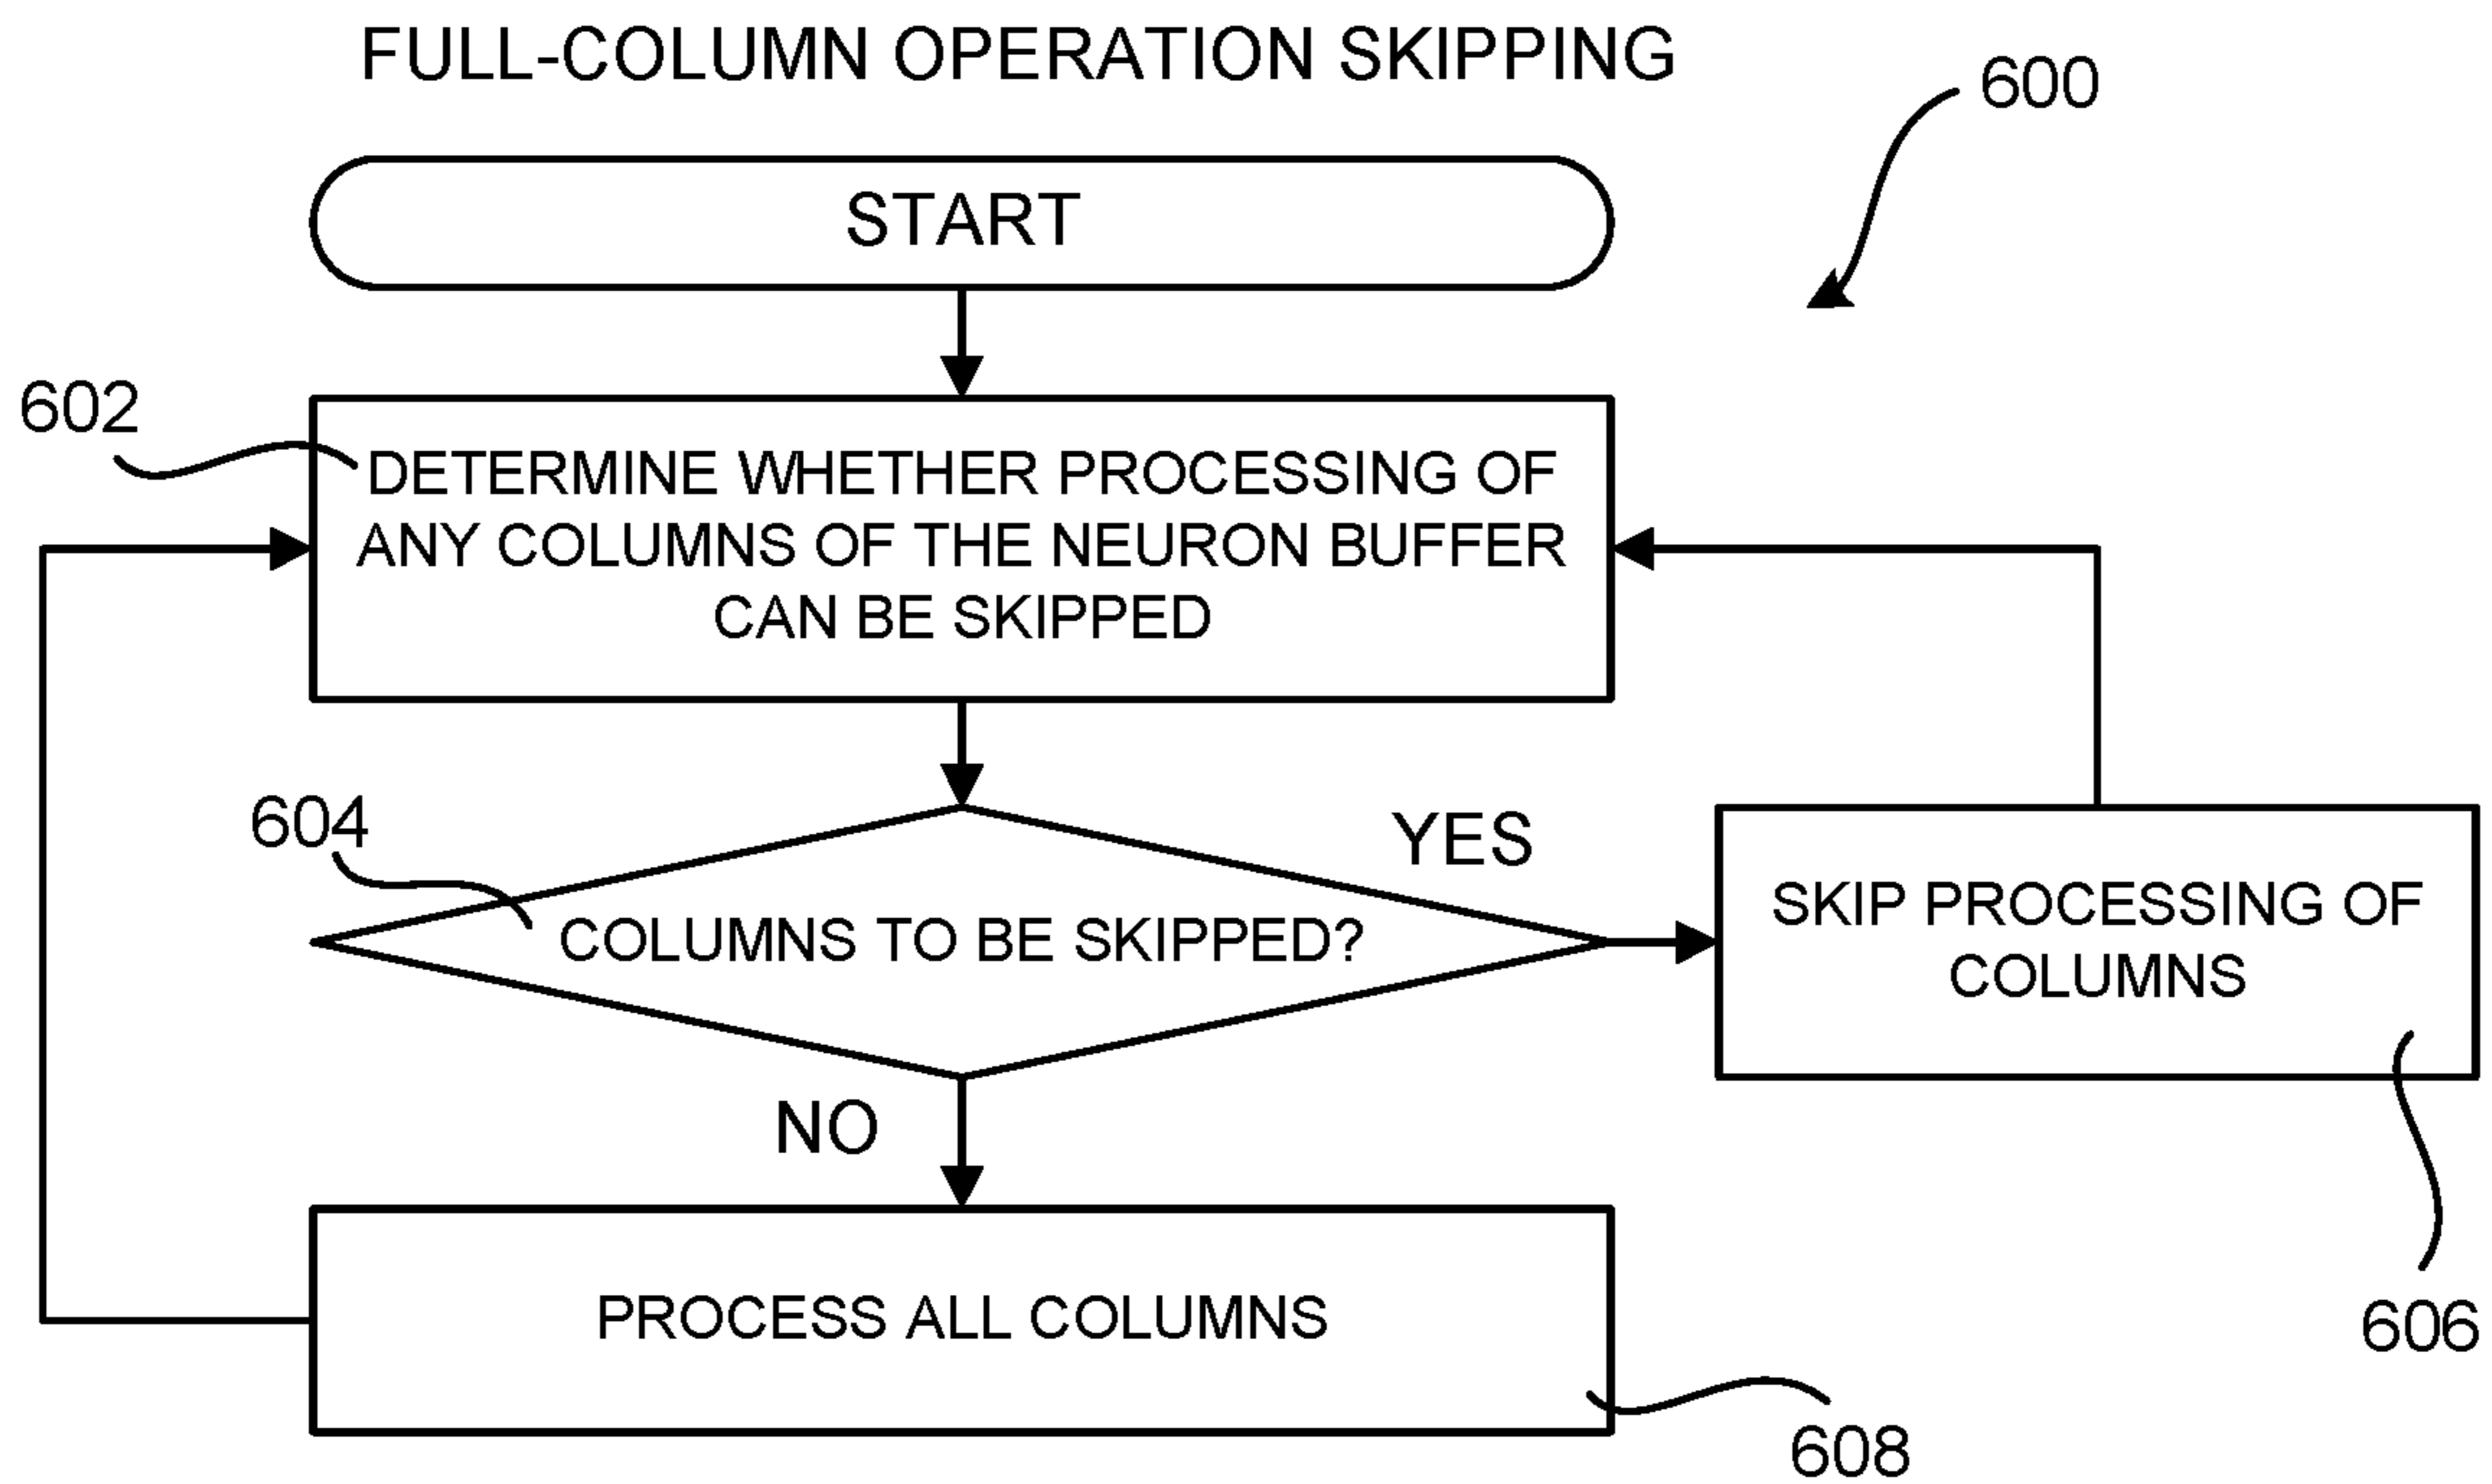 FULL-COLUMN OPERATION SKIPPING
600
START
602
DETERMINE WHETHER PROCESSING OF
ANY COLUMNS OF THE NEURON BUFFER
CAN BE SKIPPED
604
YES
COLUMNS TO BE SKIPPED?
SKIP PROCESSING OF
COLUMNS
NO
606
PROCESS ALL COLUMNS
608